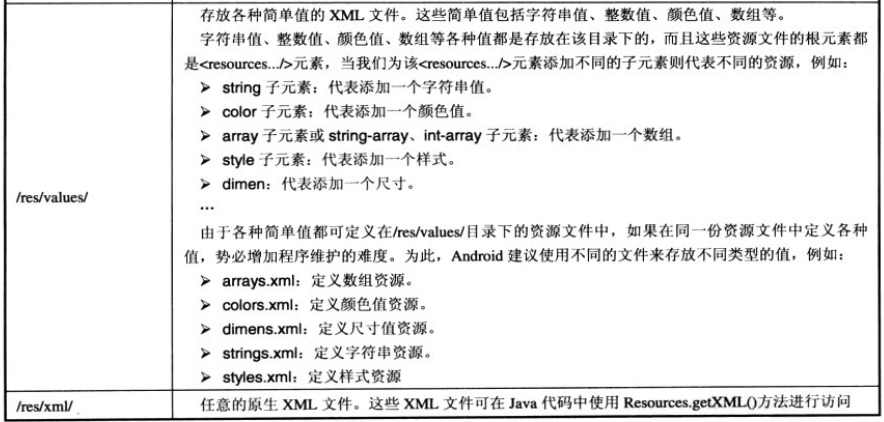 存放各种简单值的 XML 文件。这些简单值包括字符串值、整数值、颜色值、数组等。
字符串值、整数值、颜色值、数组等各种值都是存放在该目录下的，而且这些资源文件的根元素都
是<resources.../>元素，当我们为该<resources.../>元素添加不同的子元素则代表不同的资源，例如：
➢ string 子元素：代表添加一个字符串值。
➢ color 子元素：代表添加一个颜色值。
➢ array 子元素或 string-array、int-array 子元素：代表添加一个数组。
➢ style 子元素：代表添加一个样式。
➢ dimen：代表添加一个尺寸。
/res/values/
…
由于各种简单值都可定义在/res/values/目录下的资源文件中，如果在同一份资源文件中定义各种
值，势必增加程序维护的难度。为此，Android 建议使用不同的文件来存放不同类型的值，例如：
➢ arrays.xml：定义数组资源。
➢ colors.xml：定义颜色值资源。
➢ dimens.xml：定义尺寸值资源。
➢ strings.xml：定义字符串资源。
➢ styles.xml：定义样式资源
/res/xml/
任意的原生 XML 文件。这些 XML 文件可在 Java 代码中使用 Resources.getXML()方法进行访问